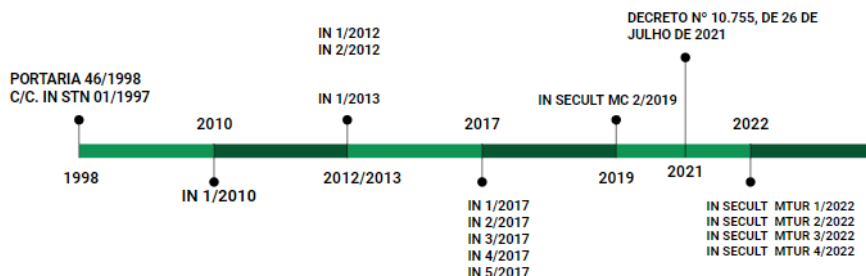 DECRETO Nº 10.755, DE 26 DE
JULHO DE 2021
IN 1/2012
IN 2/2012
PORTARIA 46/1998
C/C. IN STN 01/1997
IN 1/2013
IN SECULT MC 2/2019
2010
2017
2022
1998
2012/2013
2019
2021
IN 1/2010
IN 1/2017
IN 2/2017
IN 3/2017
IN 4/2017
IN 5/2017
IN SECULT MTUR 1/2022
IN SECULT MTUR 2/2022
IN SECULT MTUR 3/2022
IN SECULT MTUR 4/2022